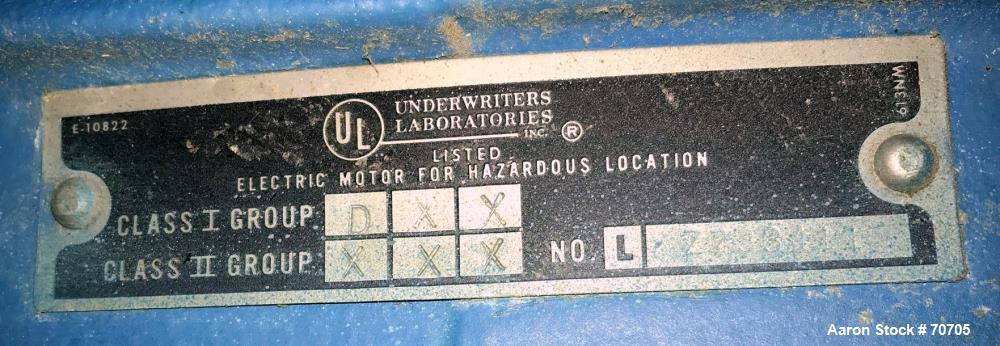 E-10822
UL
UNDERWRITERS
LABORATORIES
INC. ®
LISTED
ELECTRIC MOTOR FOR HAZARDOUS LOCATION
613NM
CLASS I GROUP D X X
CLASS II GROUP X X X
NO. L
Aaron Stock # 70705